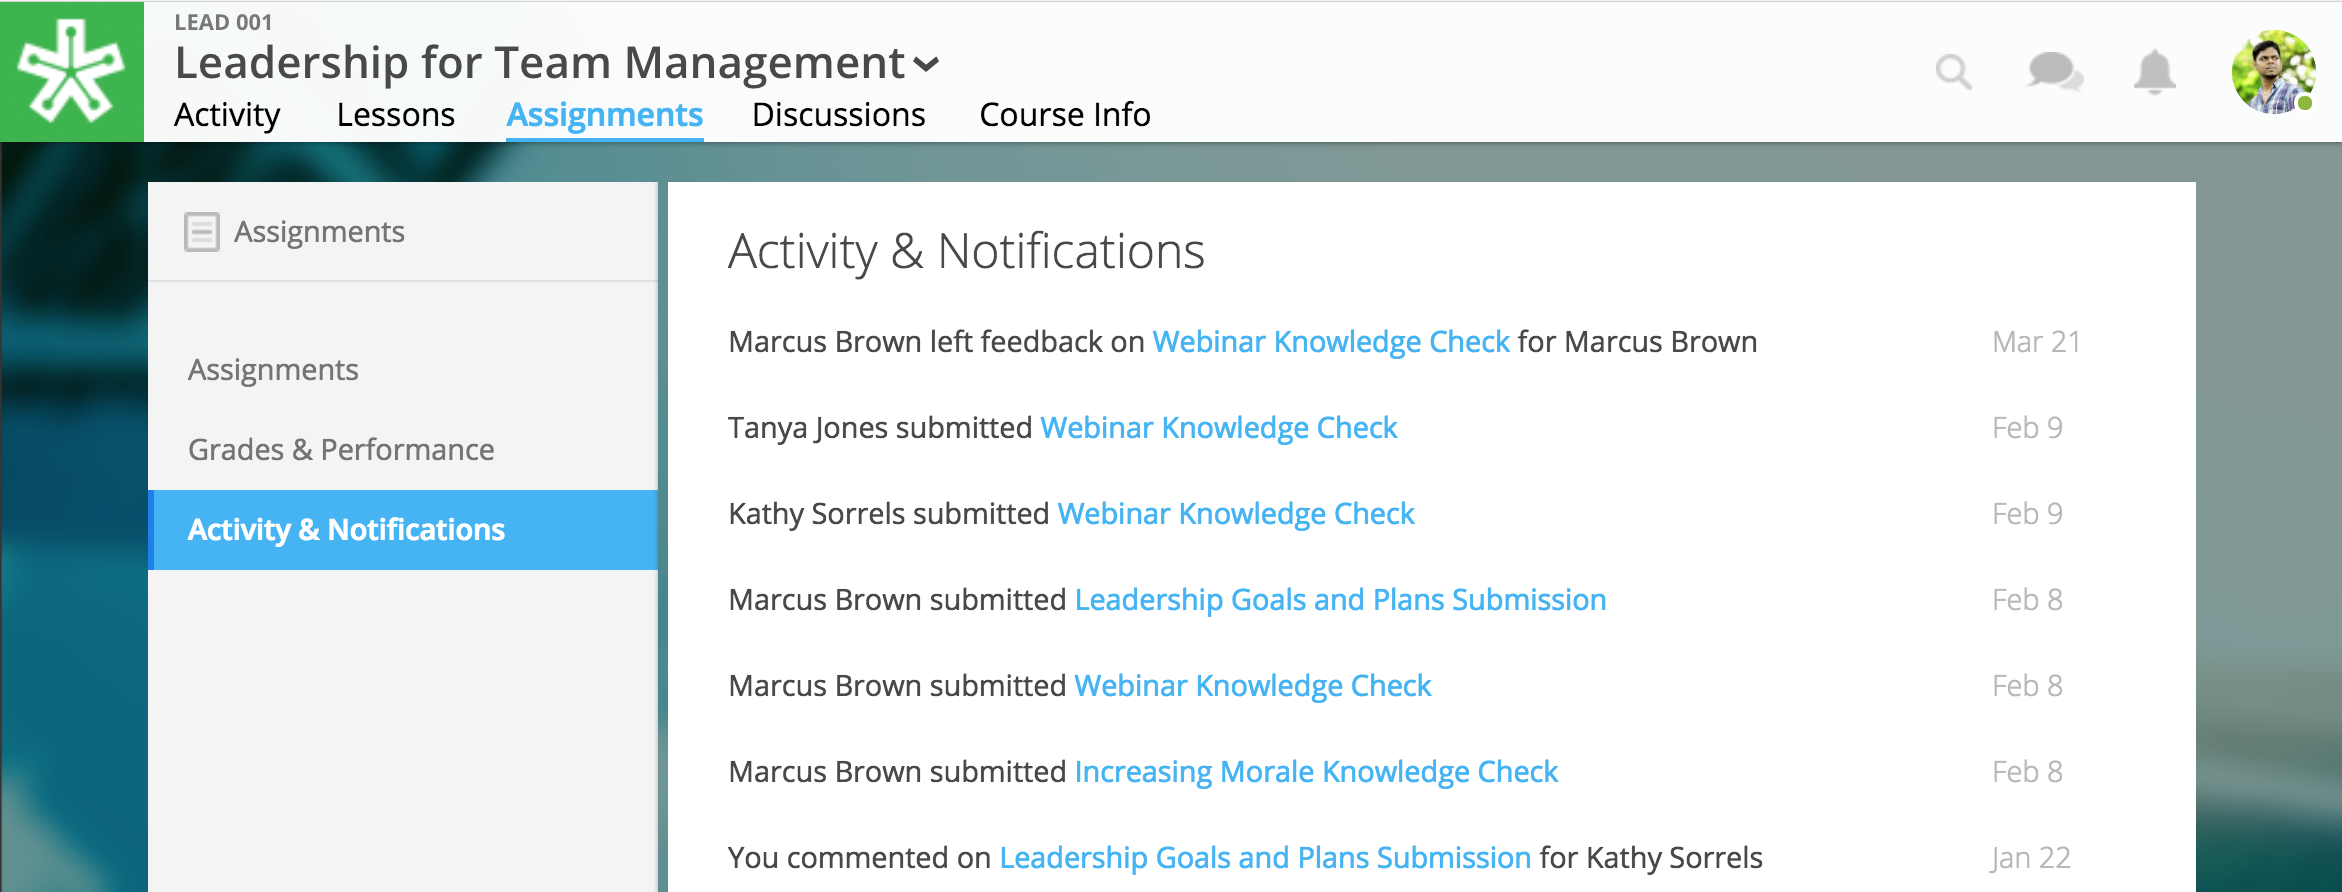 LEAD 001
Leadership for Team Management
Activity Lessons Assignments Discussions Course Info
Assignments
Assignments
Grades & Performance
Activity & Notifications
Activity & Notifications
Marcus Brown left feedback on Webinar Knowledge Check for Marcus Brown Mar 21
Tanya Jones submitted Webinar Knowledge Check Feb 9
Kathy Sorrels submitted Webinar Knowledge Check Feb 9
Marcus Brown submitted Leadership Goals and Plans Submission Feb 8
Marcus Brown submitted Webinar Knowledge Check Feb 8
Marcus Brown submitted Increasing Morale Knowledge Check Feb 8
You commented on Leadership Goals and Plans Submission for Kathy Sorrels Jan 22